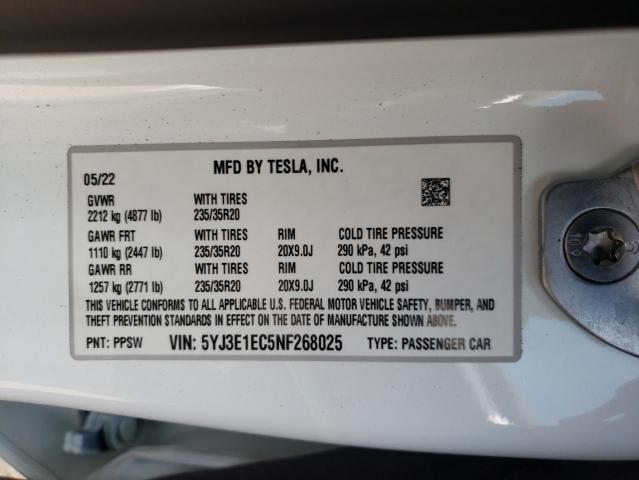 MFD BY TESLA, INC.
05/22
GVWR WITH TIRES
2212 kg (4877 lb) 235/35R20
GAWR FRT WITH TIRES RIM COLD TIRE PRESSURE
1110 kg (2447 lb) 235/35R20 20X9.0J 290 kPa, 42 psi
GAWR RR WITH TIRES RIM COLD TIRE PRESSURE
1257 kg (2771 lb) 235/35R20 20X9.0J 290 kPa, 42 psi
THIS VEHICLE CONFORMS TO ALL APPLICABLE U.S. FEDERAL MOTOR VEHICLE SAFETY, BUMPER, AND
THEFT PREVENTION STANDARDS IN EFFECT ON THE DATE OF MANUFACTURE SHOWN ABOVE.
PNT: PPSW VIN: 5YJ3E1EC5NF268025 TYPE: PASSENGER CAR
10.9